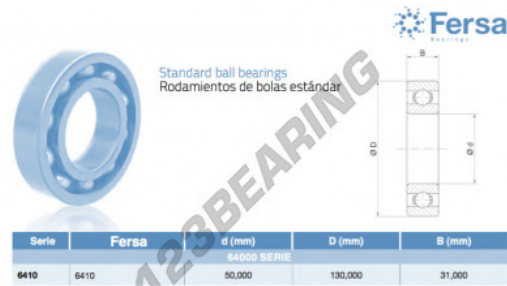 Fersa
Bearings
Standard ball bearings
Rodamientos de bolas estándar
B
Ø D
Ø d
123BEARING
Serie Fersa d (mm) D (mm) B (mm)
64000 SERIE
6410 6410 50,000 130,000 31,000